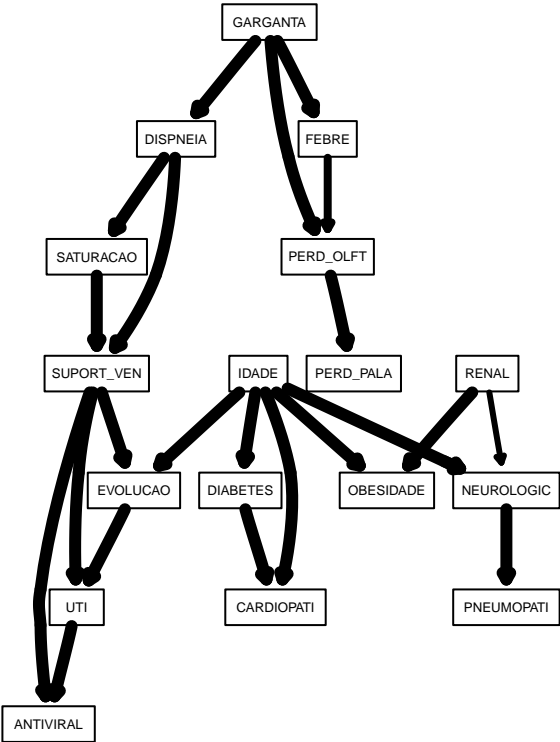 GARGANTA
DISPNEIA
FEBRE
SATURACAO
PERD_OLFT
SUPORT_VEN
IDADE
PERD_PALA
RENAL
EVOLUCAO
DIABETES
OBESIDADE
NEUROLOGIC
UTI
CARDIOPATI
PNEUMOPATI
ANTIVIRAL